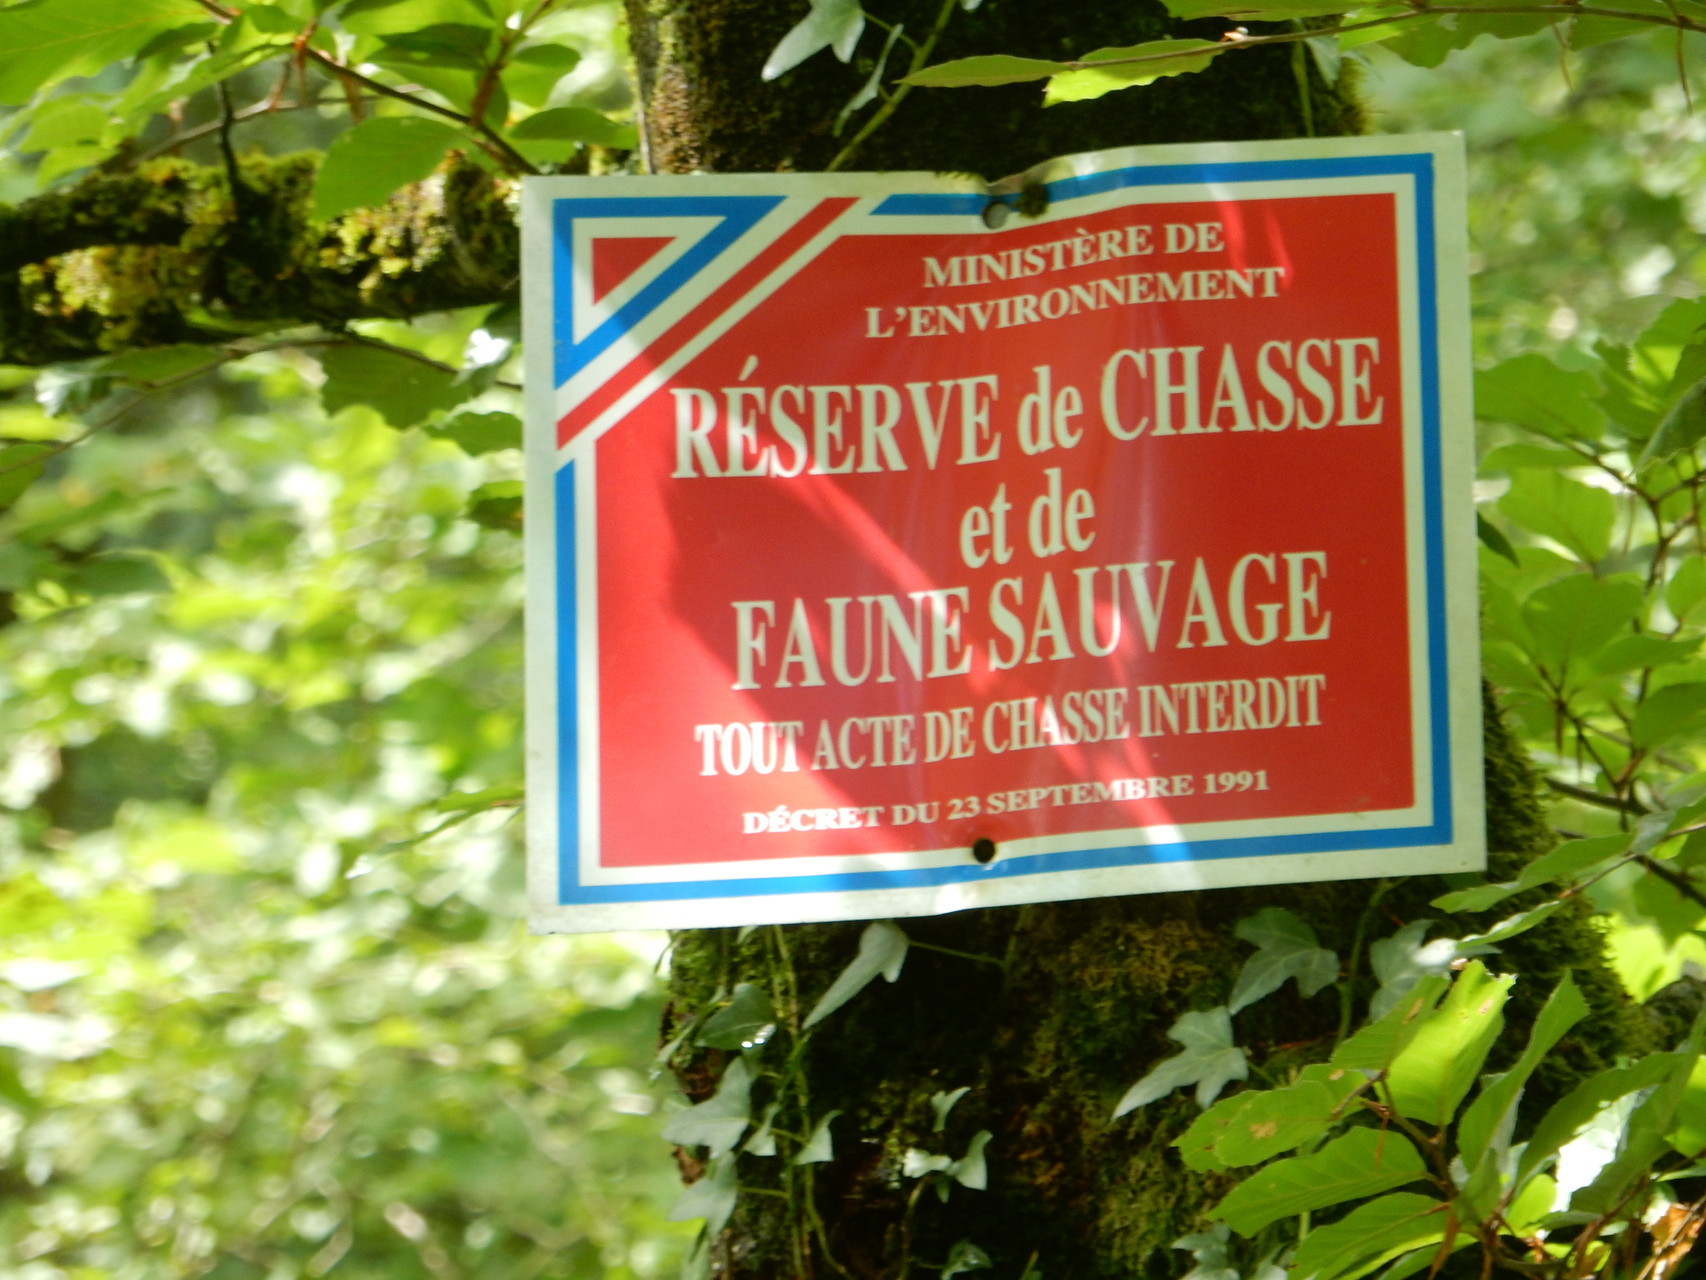 MINISTÈRE DE
L'ENVIRONNEMENT
RÉSERVE de CHASSE
et de
FAUNE SAUVAGE
TOUT ACTE DE CHASSE INTERDIT
DÉCRET DU 23 SEPTEMBRE 1991